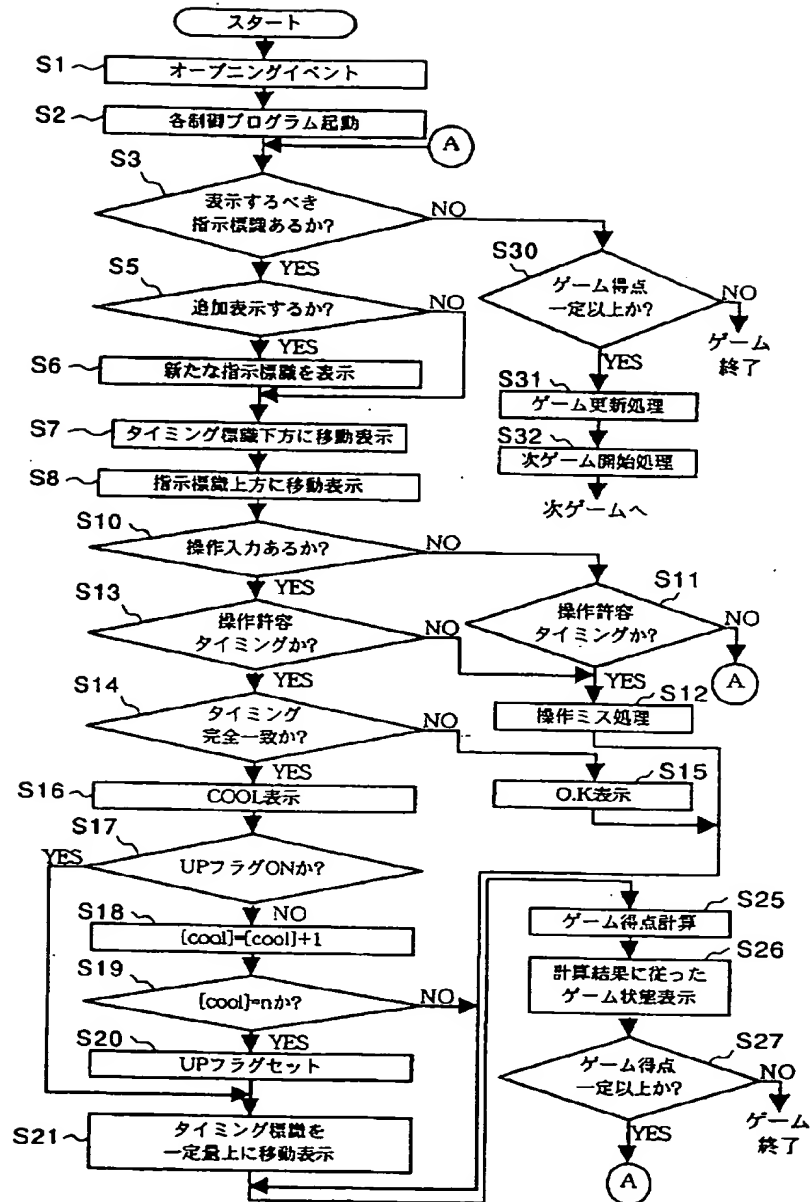 スタート
S1
オープニングイベント
S2
各制御プログラム起動
A
S3
表示するべき
指示標識あるか?
NO
YES
S5
追加表示するか?
NO
YES
S6
新たな指示標識を表示
S7
タイミング標識下方に移動表示
S8
指示標識上方に移動表示
S30
ゲーム得点
一定以上か?
NO
ゲーム
終了
YES
S31
ゲーム更新処理
S32
次ゲーム開始処理
次ゲームへ
S10
操作入力あるか?
NO
YES
S13
操作許容
タイミングか?
NO
YES
S11
操作許容
タイミングか?
NO
A
YES
S12
操作ミス処理
S14
タイミング
完全一致か?
NO
YES
S15
O.K表示
S16
COOL表示
S17
YES
UPフラグONか?
NO
S18
[cool]=[cool]+1
S19
[cool]=nか?
NO
YES
S20
UPフラグセット
S21
タイミング標識を
一定量上に移動表示
S25
ゲーム得点計算
S26
計算結果に従った
ゲーム状態表示
S27
ゲーム得点
一定以上か?
NO
ゲーム
終了
YES
A